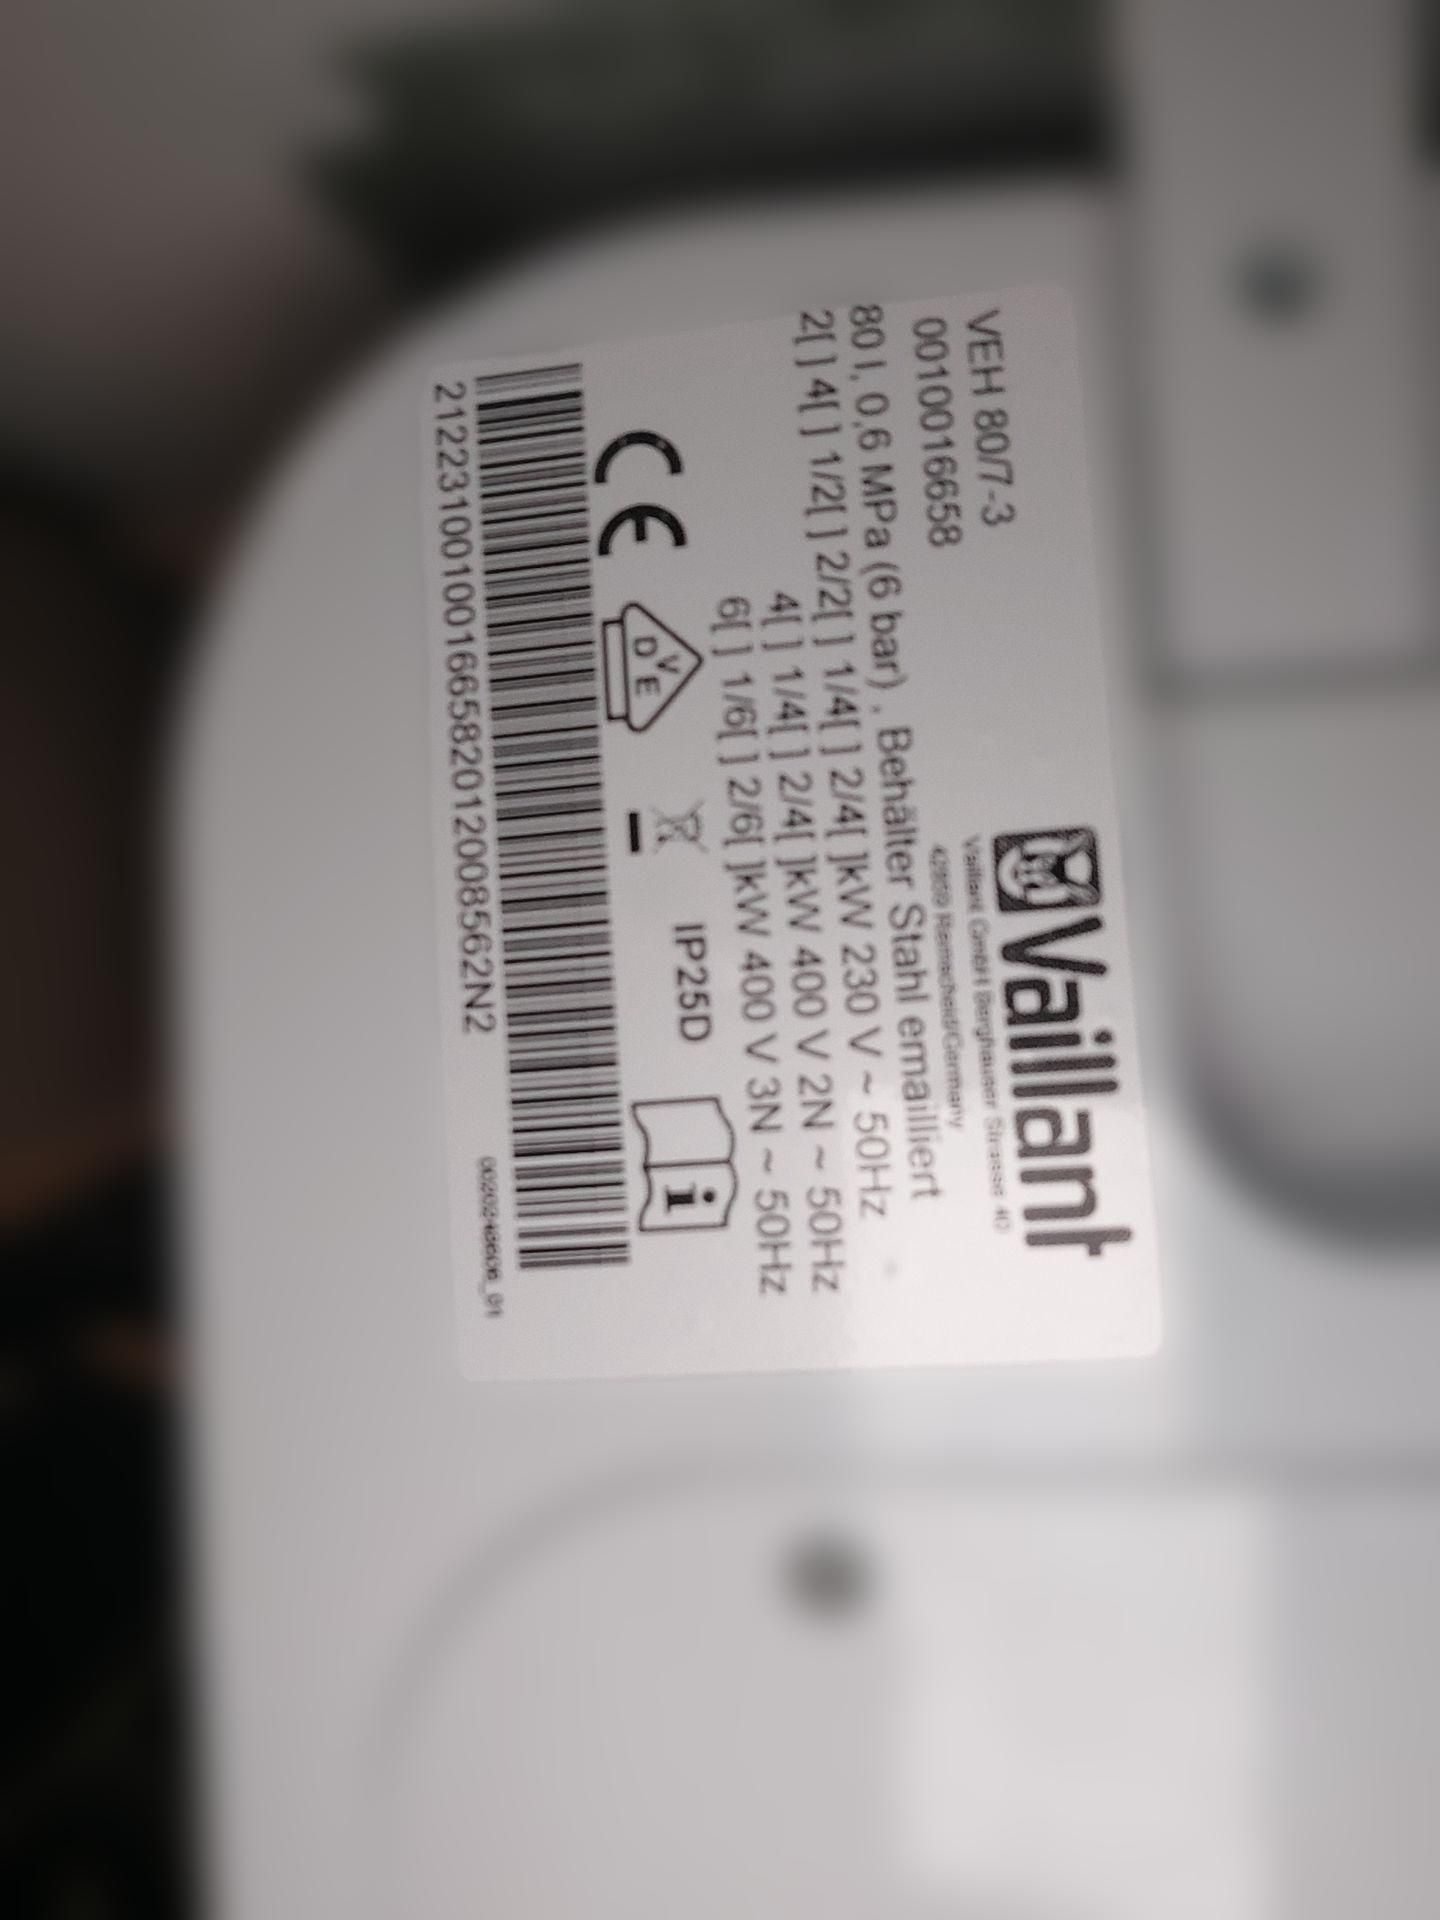 VEH 80/7-3
0010016658
Vaillant
Vaillant GmbH Berghauser Strasse 40
42859 Remscheid/Germany
80 l, 0,6 MPa (6 bar) , Behälter Stahl emailliert
2[ ] 4[ ] 1/2[ ] 2/2[ ] 1/4[ ] 2/4[ ]kW 230 V ~ 50Hz
4[ ] 1/4[ ] 2/4[ ]kW 400 V 2N ~ 50Hz
6[ ] 1/6[ ] 2/6[ ]kW 400 V 3N ~ 50Hz
CE
VDE
IP25D
i
21223100100166582012008562N2